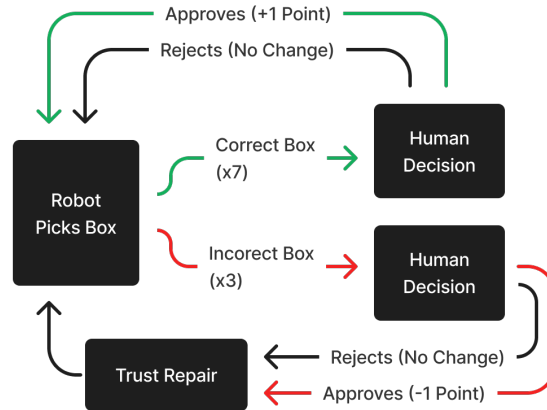 Approves (+1 Point)
Rejects (No Change)
Robot
Picks Box
Correct Box
(x7)
Human
Decision
Incorect Box
(x3)
Human
Decision
Trust Repair
Rejects (No Change)
Approves (-1 Point)